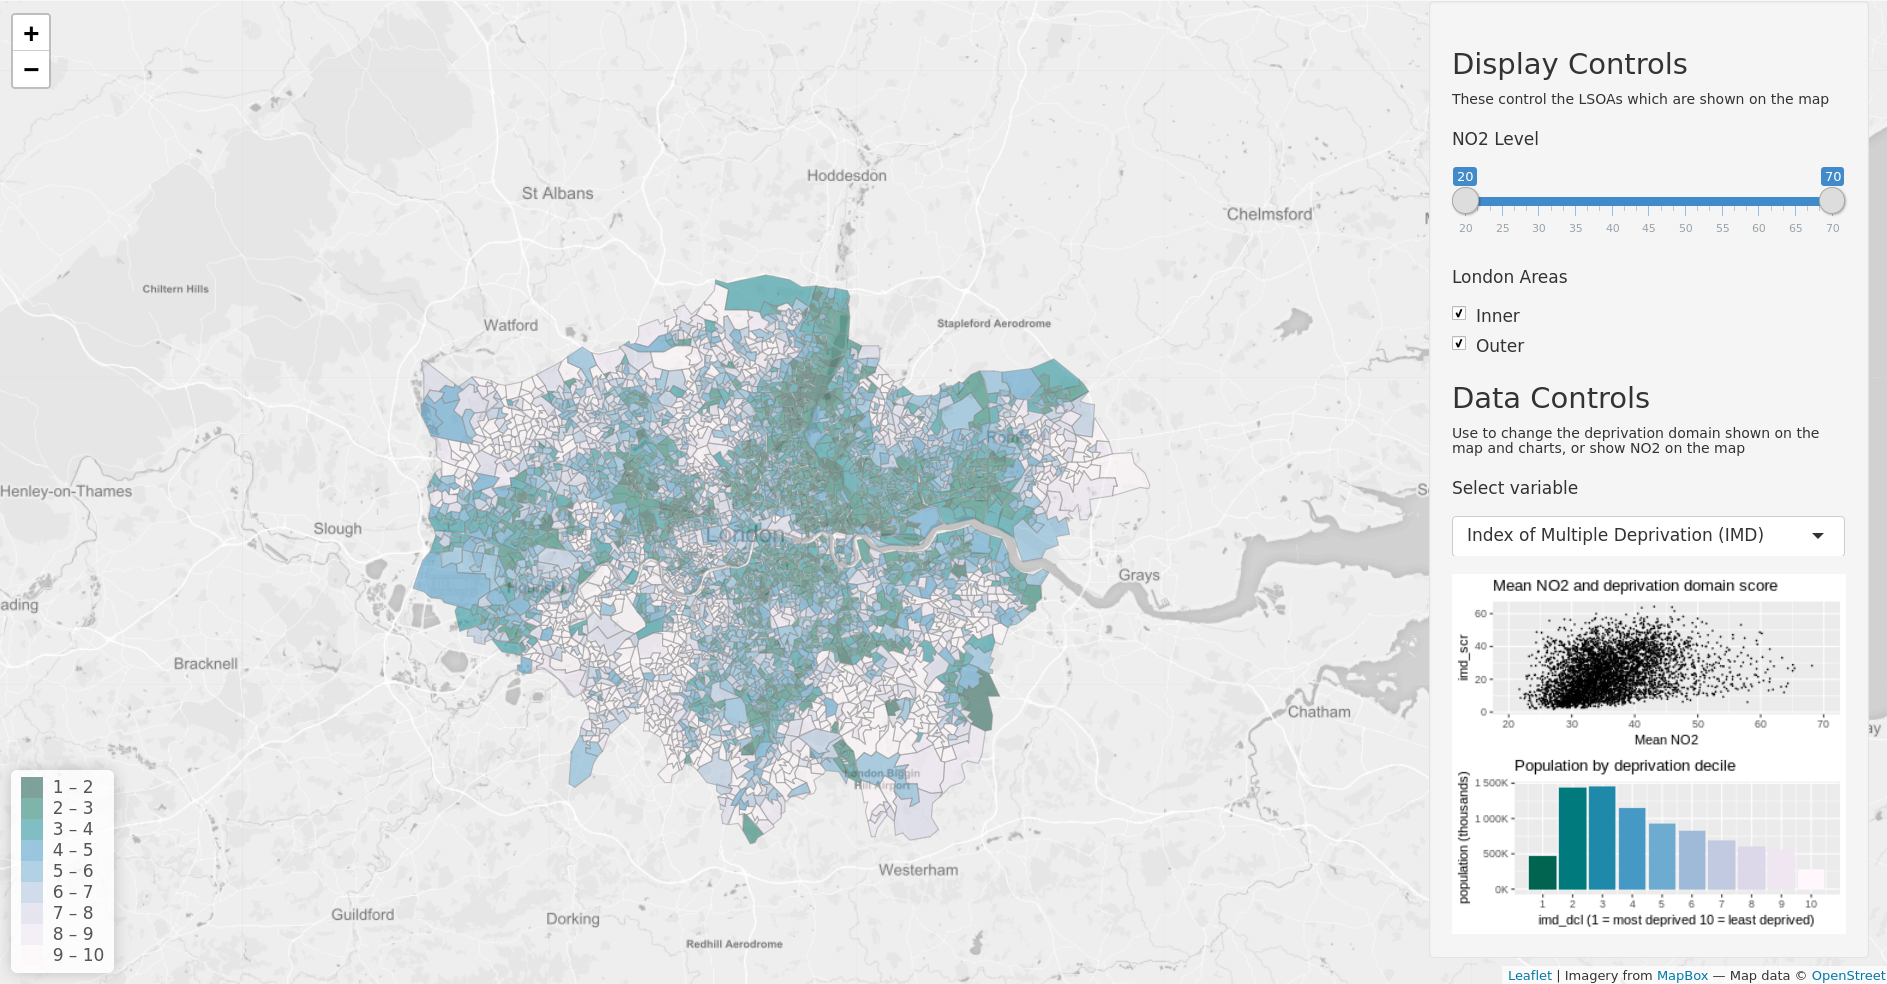 +
−
St Albans
Hoddesdon
Chelmsford
Chiltern Hills
Watford
Stapleford Aerodrome
Henley-on-Thames
Slough
London
Grays
ading
Bracknell
Chatham
London Biggin
Hill Airport
Westerham
Guildford
Dorking
Redhill Aerodrome
1 – 2
2 – 3
3 – 4
4 – 5
5 – 6
6 – 7
7 – 8
8 – 9
9 – 10
Display Controls
These control the LSOAs which are shown on the map
NO2 Level
20 70
20 25 30 35 40 45 50 55 60 65 70
London Areas
Inner
Outer
Data Controls
Use to change the deprivation domain shown on the
map and charts, or show NO2 on the map
Select variable
Index of Multiple Deprivation (IMD)
Mean NO2 and deprivation domain score
imd_scr
60
40
20
0
20 30 40 50 60 70
Mean NO2
Population by deprivation decile
population (thousands)
1 500K
1 000K
500K
0K
1 2 3 4 5 6 7 8 9 10
imd_dcl (1 = most deprived 10 = least deprived)
Leaflet | Imagery from MapBox — Map data © OpenStreet